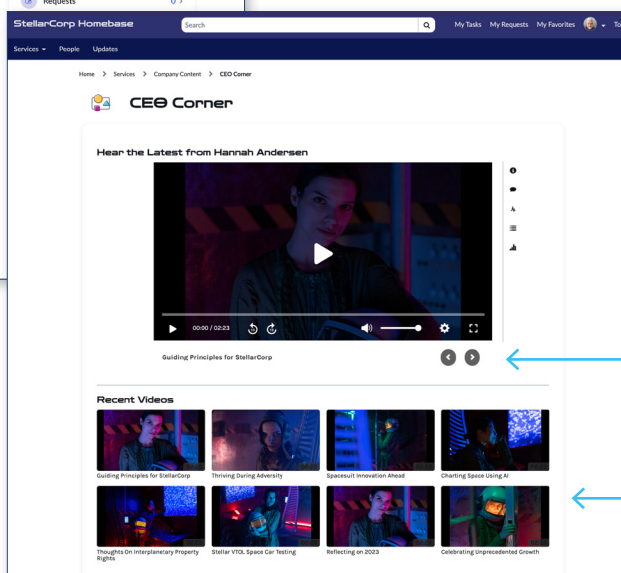 Requests
StellarCorp Homebase
Search
My Tasks My Requests My Favorites
Services People Updates
Home > Services > Company Content > CEO Corner
CEO Corner
Hear the Latest from Hannah Andersen
00:00 / 02:23
Guiding Principles for StellarCorp
Recent Videos
Guiding Principles for StellarCorp
Thriving During Adversity
Spacesuit Innovation Ahead
Charting Space Using AI
Thoughts On Interplanetary Property
Rights
Stellar VTOL Space Car Testing
Reflecting on 2023
Celebrating Unprecedented Growth